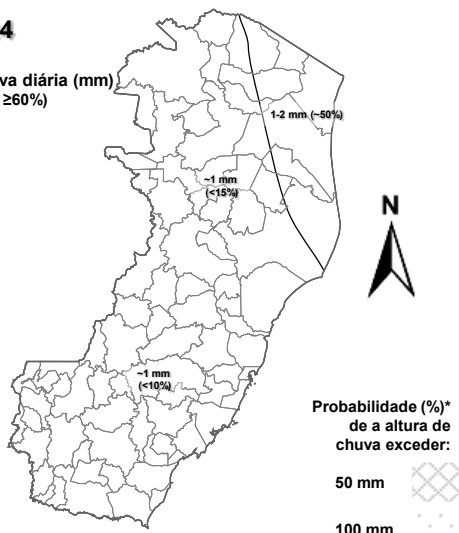 4
va diária (mm)
≥60%)
1-2 mm (~50%)
~1 mm
(<15%)
N
~1 mm
(<10%)
Probabilidade (%)*
de a altura de
chuva exceder:
50 mm
100 mm